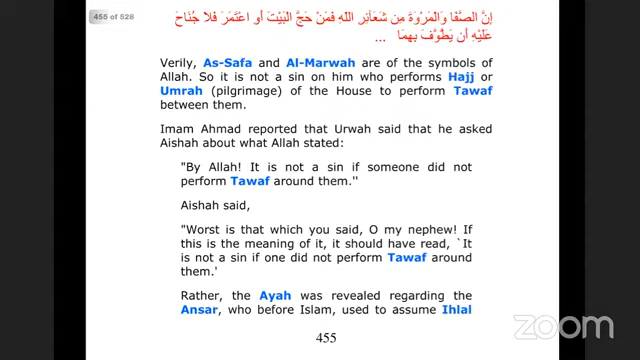 455 of 528
إِنَّ الصَّفَا وَالْمَرْوَةَ مِن شَعَآئِرِ اللّهِ فَمَنْ حَجَّ الْبَيْتَ أَوِ اعْتَمَرَ فَلَا جُنَاحَ
عَلَيْهِ أَن يَطَّوَّفَ بِهِمَا ...
Verily, As-Safa and Al-Marwah are of the symbols of
Allah. So it is not a sin on him who performs Hajj or
Umrah (pilgrimage) of the House to perform Tawaf
between them.
Imam Ahmad reported that Urwah said that he asked
Aishah about what Allah stated:
"By Allah! It is not a sin if someone did not
perform Tawaf around them."
Aishah said,
"Worst is that which you said, O my nephew! If
this is the meaning of it, it should have read, `It
is not a sin if one did not perform Tawaf around
them.'
Rather, the Ayah was revealed regarding the
Ansar, who before Islam, used to assume Ihlal
455
zoom